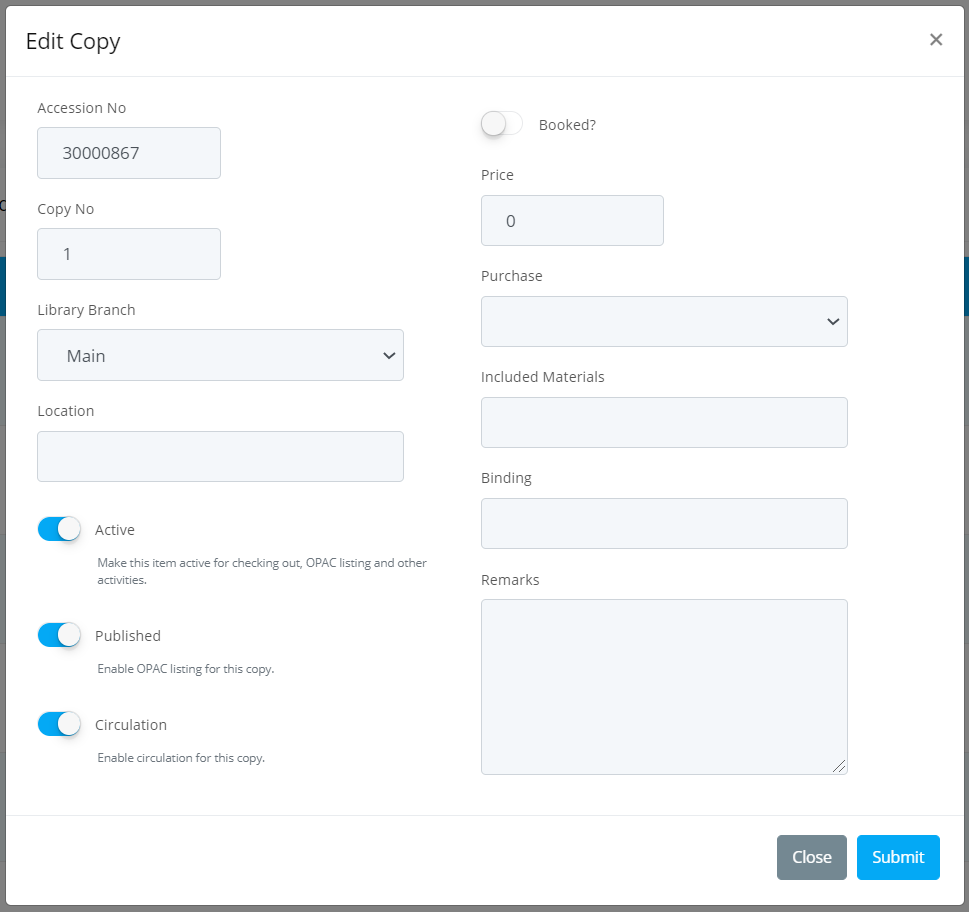 Edit Copy
×
Accession No
30000867
Copy No
1
Library Branch
Main
Location
Active
Make this item active for checking out, OPAC listing and other
activities.
Published
Enable OPAC listing for this copy.
Circulation
Enable circulation for this copy.
Booked?
Price
0
Purchase
Included Materials
Binding
Remarks
Close
Submit